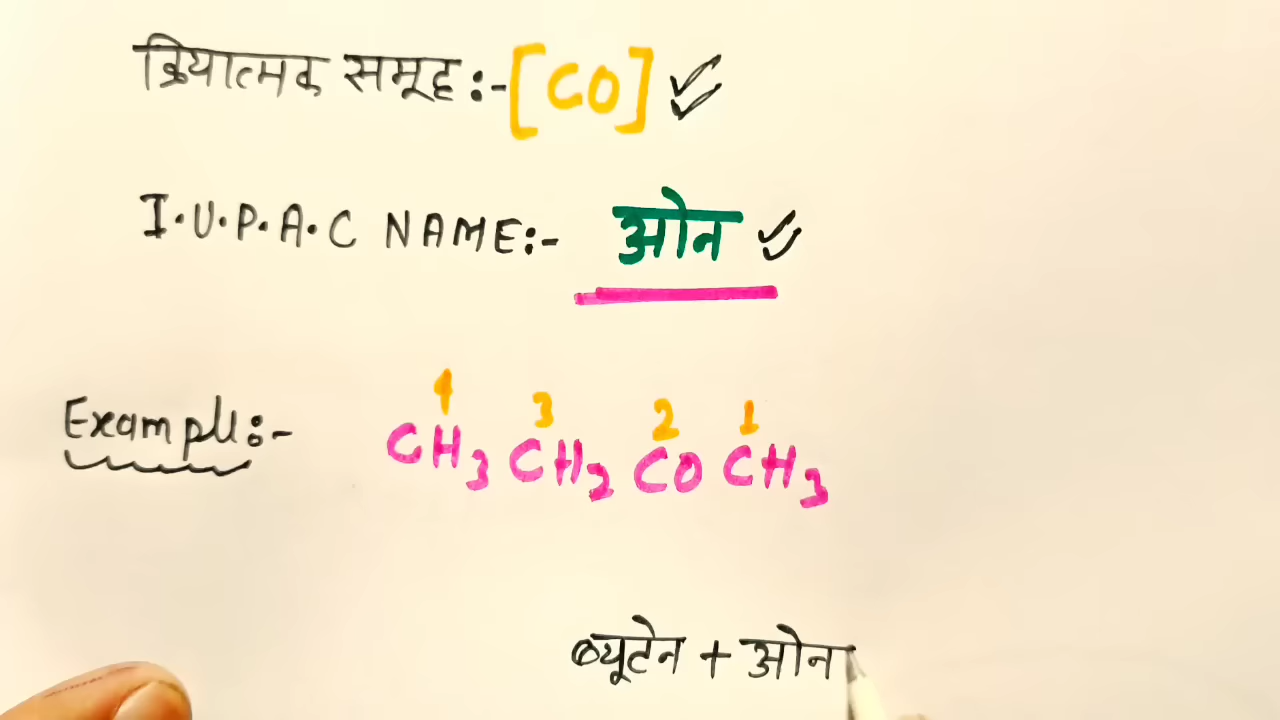 क्रियात्मक समूह :- [CO]
I.U.P.A.C NAME:- ओन
Example:-
4 3 2 1
CH3 CH2 CO CH3
ब्यूटेन + ओन